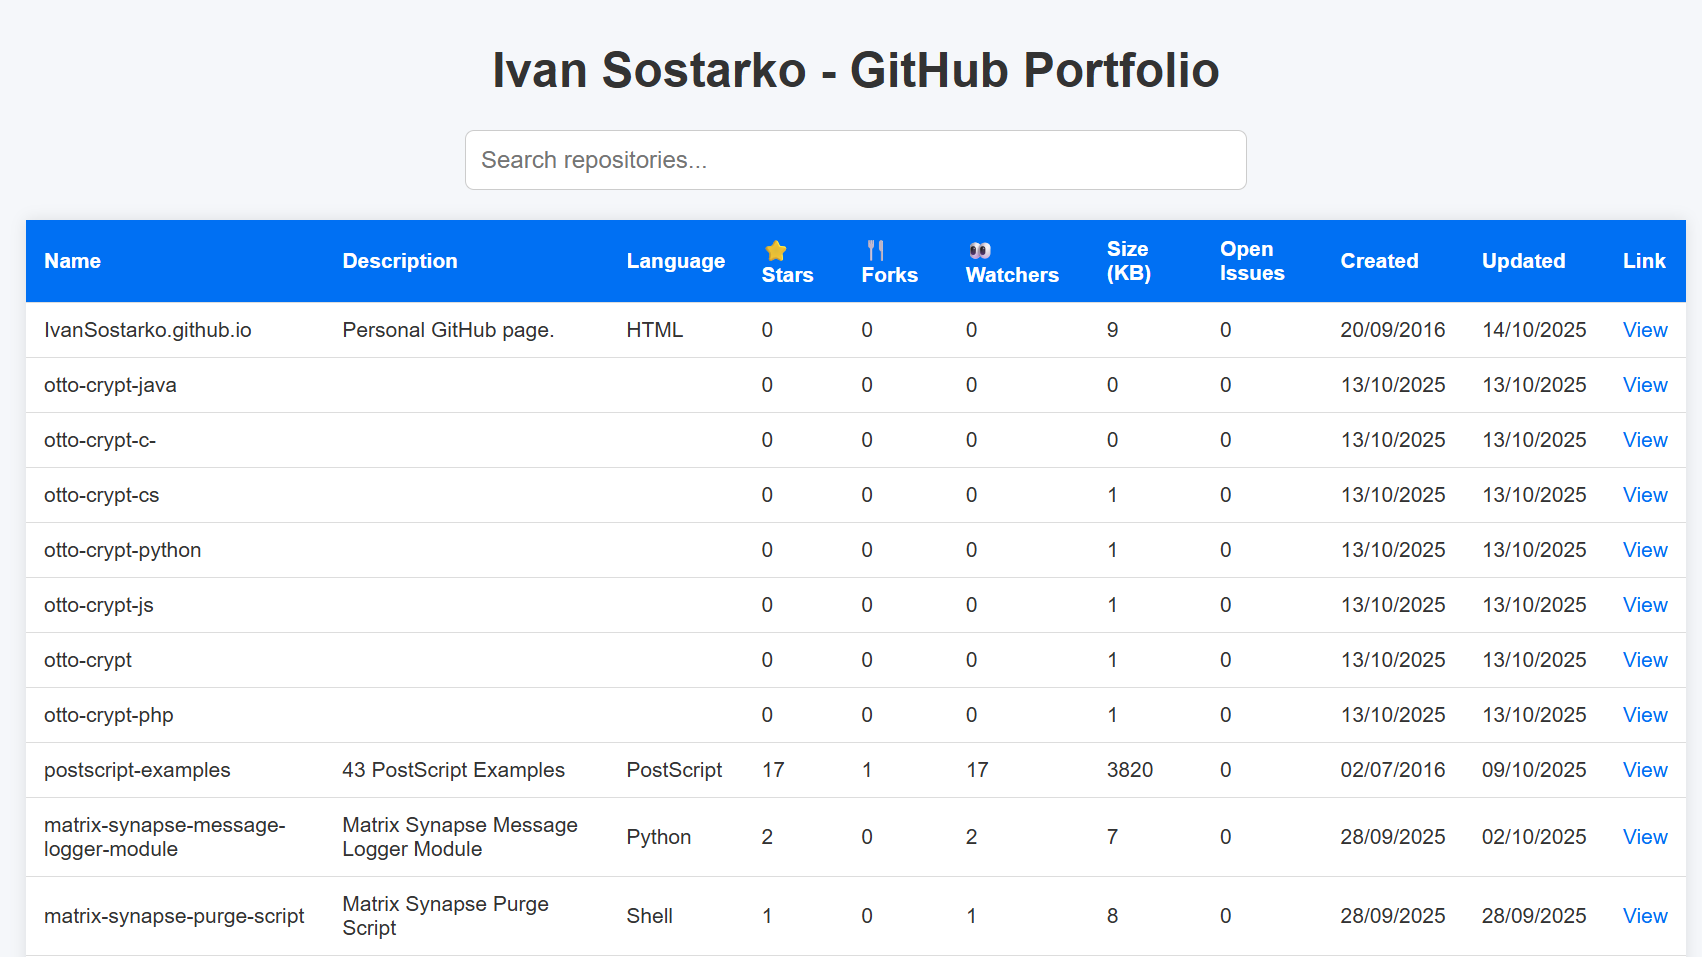 Ivan Sostarko - GitHub Portfolio
Search repositories...
Name Description Language ⭐ Stars 🍴 Forks 👀 Watchers Size (KB) Open Issues Created Updated Link
IvanSostarko.github.io Personal GitHub page. HTML 0 0 0 9 0 20/09/2016 14/10/2025 View
otto-crypt-java 0 0 0 0 0 13/10/2025 13/10/2025 View
otto-crypt-c- 0 0 0 0 0 13/10/2025 13/10/2025 View
otto-crypt-cs 0 0 0 1 0 13/10/2025 13/10/2025 View
otto-crypt-python 0 0 0 1 0 13/10/2025 13/10/2025 View
otto-crypt-js 0 0 0 1 0 13/10/2025 13/10/2025 View
otto-crypt 0 0 0 1 0 13/10/2025 13/10/2025 View
otto-crypt-php 0 0 0 1 0 13/10/2025 13/10/2025 View
postscript-examples 43 PostScript Examples PostScript 17 1 17 3820 0 02/07/2016 09/10/2025 View
matrix-synapse-message-logger-module Matrix Synapse Message Logger Module Python 2 0 2 7 0 28/09/2025 02/10/2025 View
matrix-synapse-purge-script Matrix Synapse Purge Script Shell 1 0 1 8 0 28/09/2025 28/09/2025 View